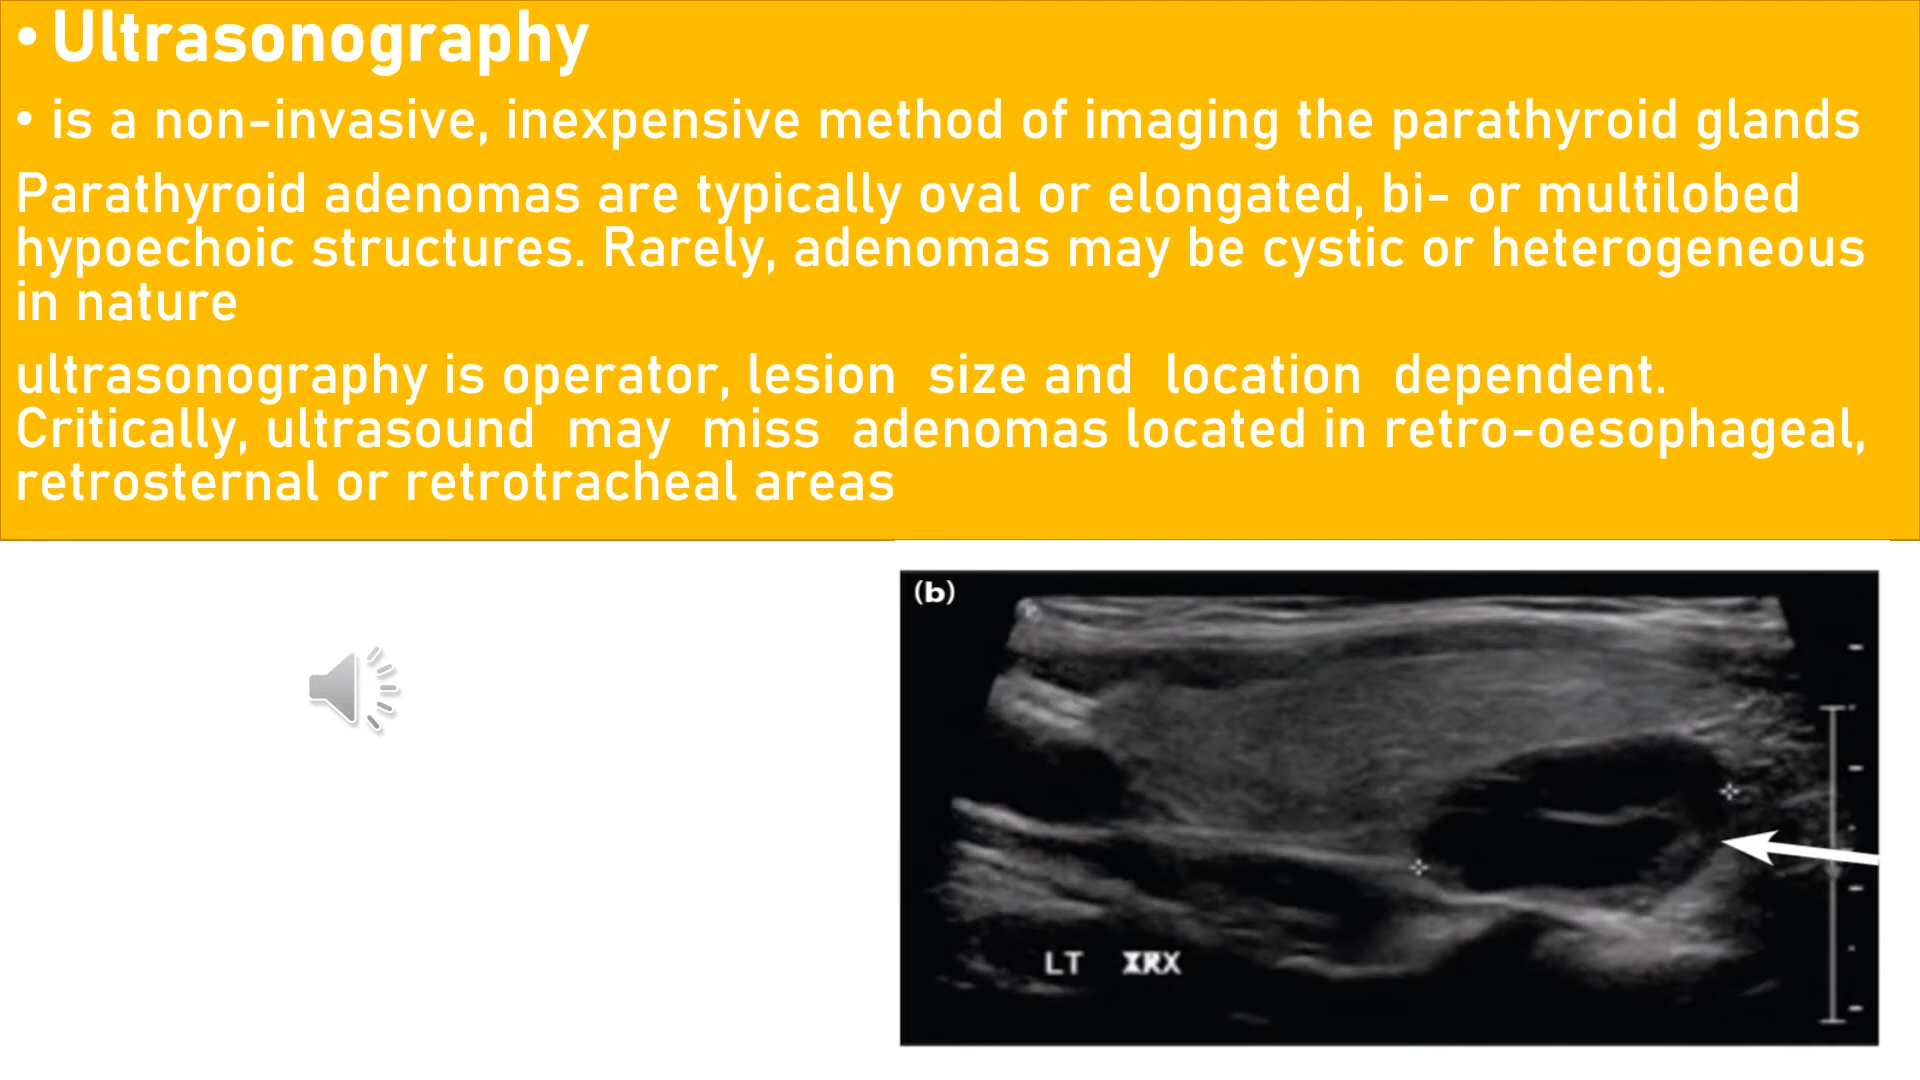 • Ultrasonography
• is a non-invasive, inexpensive method of imaging the parathyroid glands
Parathyroid adenomas are typically oval or elongated, bi- or multilobed
hypoechoic structures. Rarely, adenomas may be cystic or heterogeneous
in nature
ultrasonography is operator, lesion size and location dependent.
Critically, ultrasound may miss adenomas located in retro-oesophageal,
retrosternal or retrotracheal areas
(b)
LT